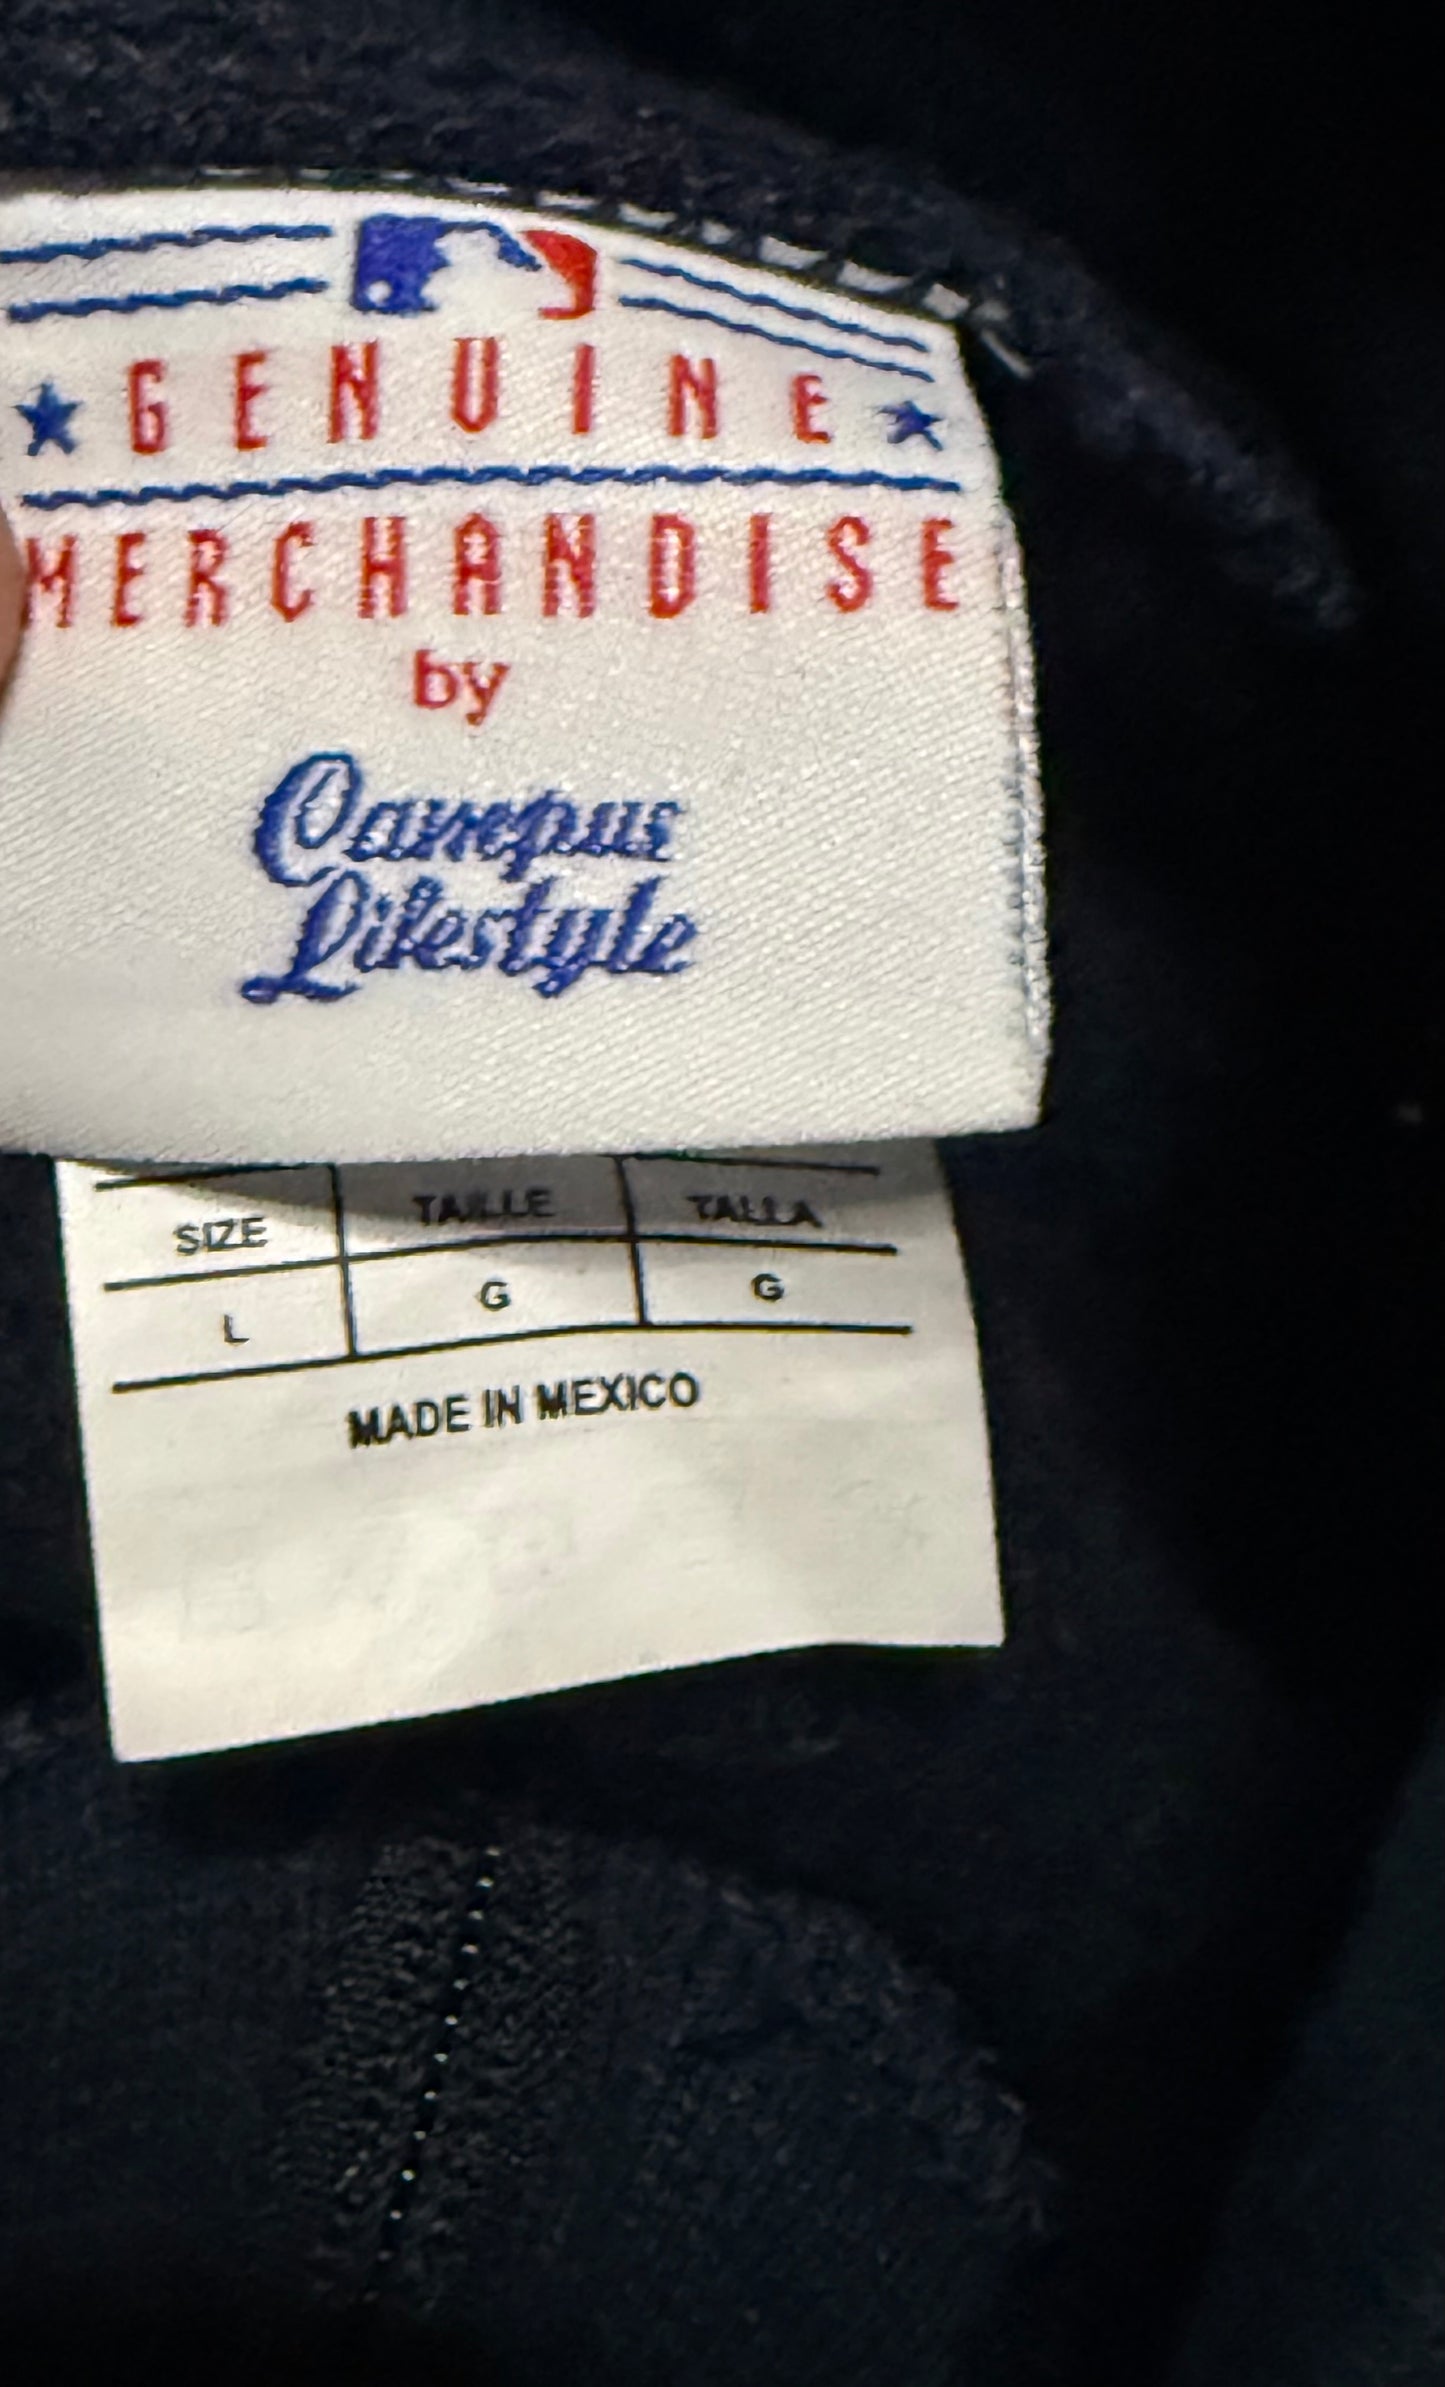 GENUINE
MERCHANDISE
by
Campus
Lifestyle
SIZE TAILLE TALLA
L G G
MADE IN MEXICO